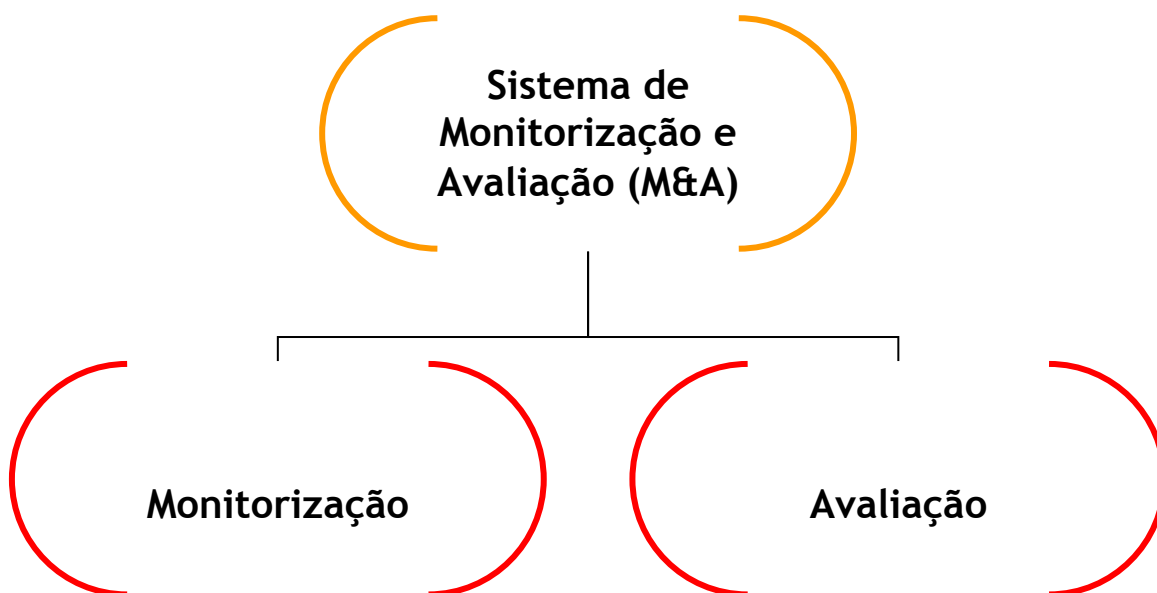 Sistema de
Monitorização e
Avaliação (M&A)
Monitorização
Avaliação